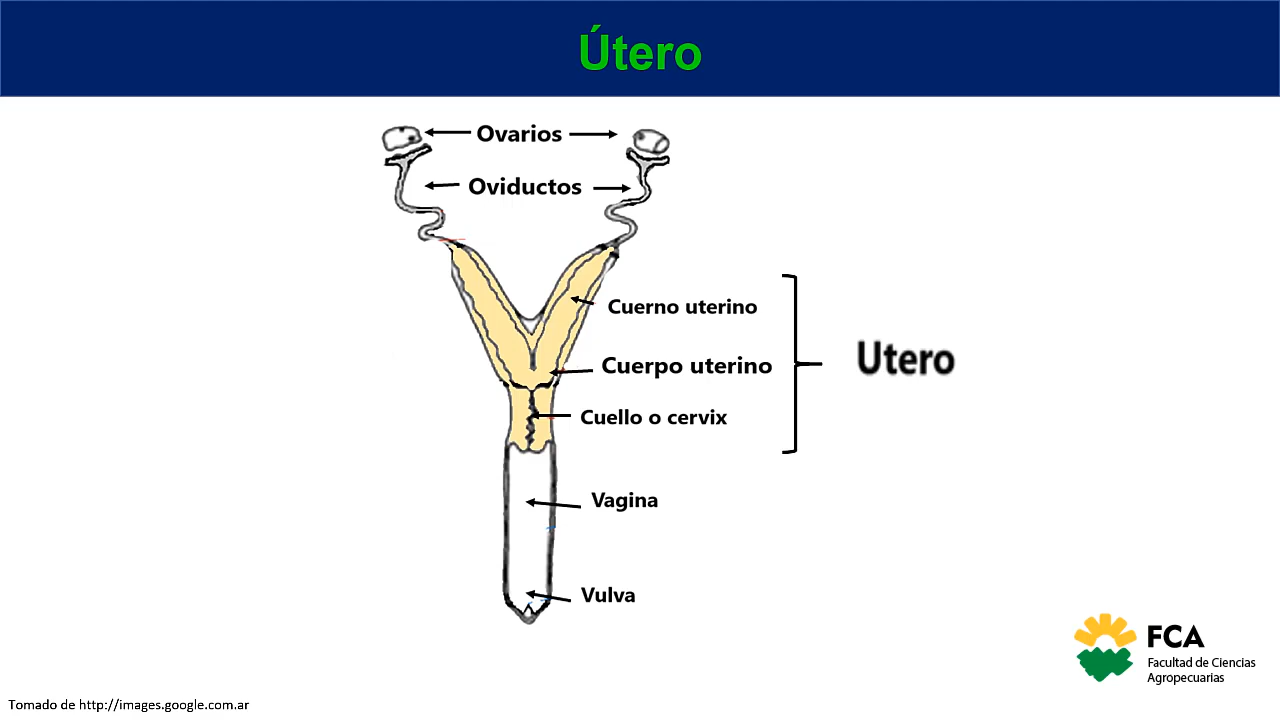 Útero
Ovarios
Oviductos
Cuerno uterino
Cuerpo uterino
Utero
Cuello o cervix
Vagina
Vulva
FCA
Facultad de Ciencias
Agropecuarias
Tomado de http://images.google.com.ar